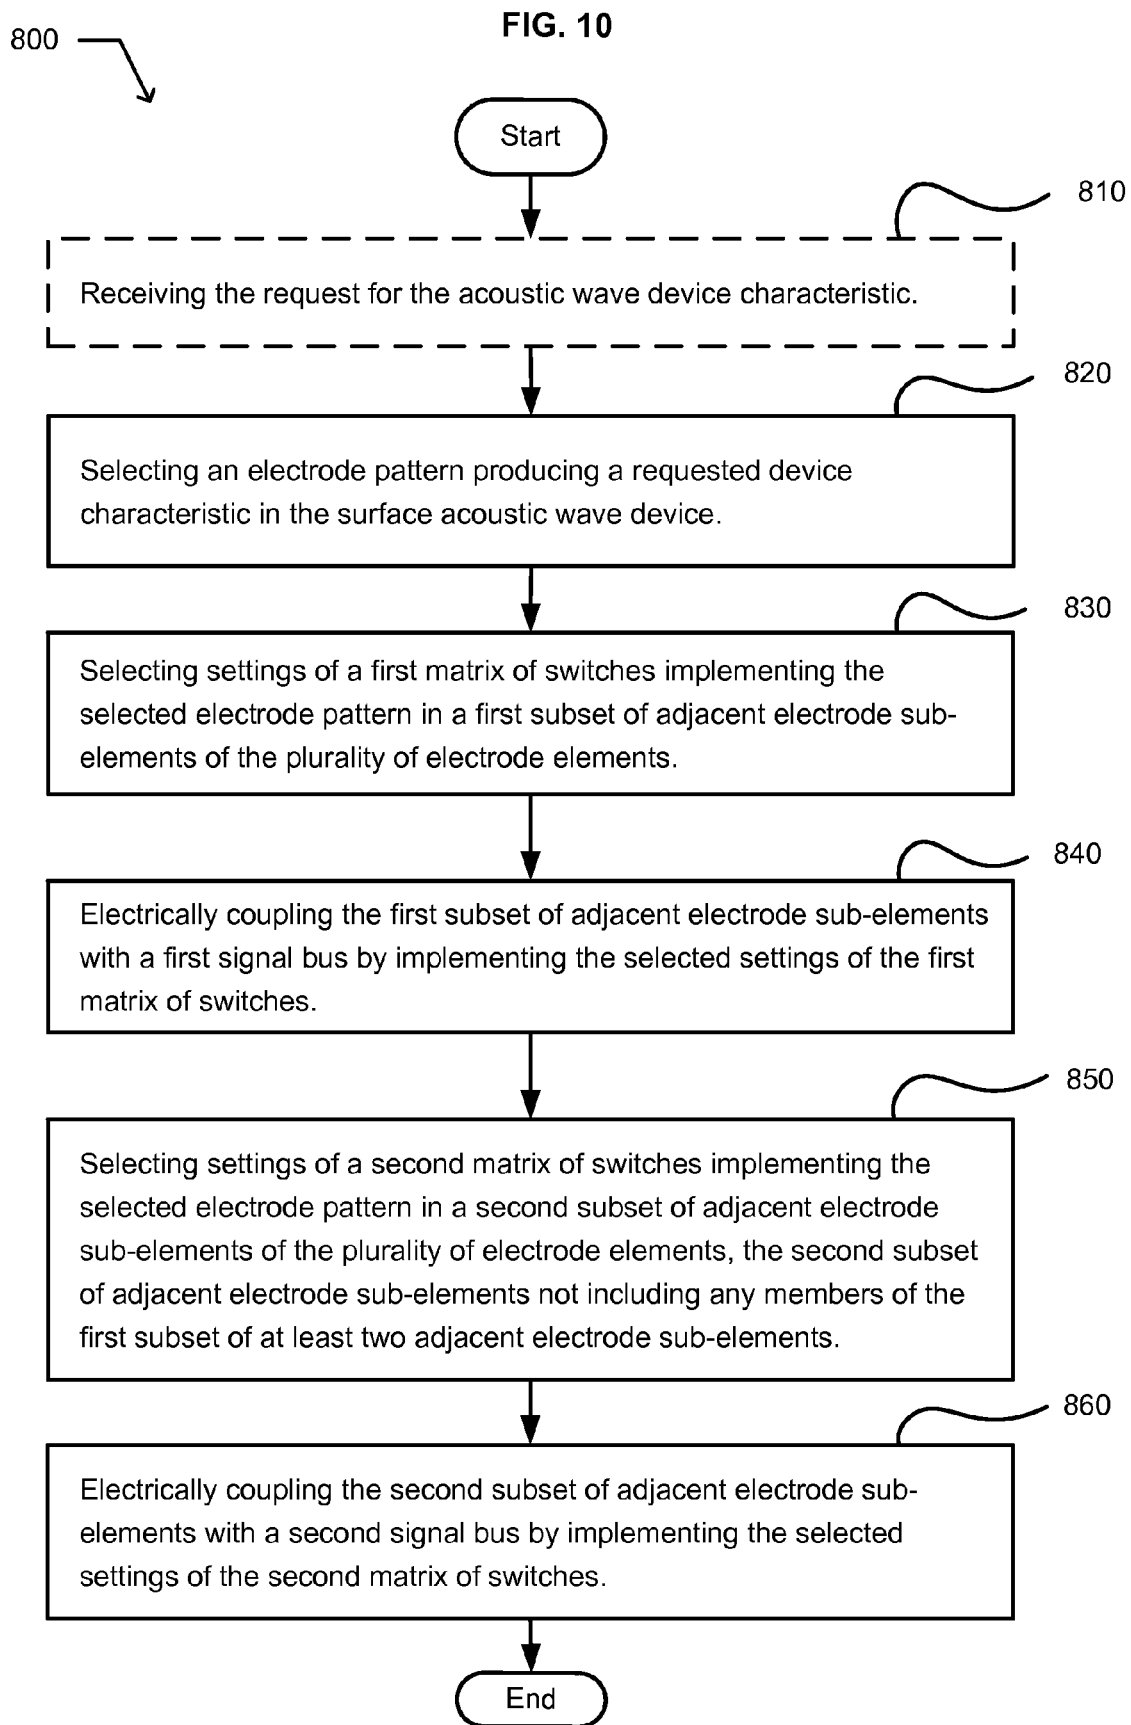 FIG. 10
800
Start
810
Receiving the request for the acoustic wave device characteristic.
820
Selecting an electrode pattern producing a requested device
characteristic in the surface acoustic wave device.
830
Selecting settings of a first matrix of switches implementing the
selected electrode pattern in a first subset of adjacent electrode sub-
elements of the plurality of electrode elements.
840
Electrically coupling the first subset of adjacent electrode sub-elements
with a first signal bus by implementing the selected settings of the first
matrix of switches.
850
Selecting settings of a second matrix of switches implementing the
selected electrode pattern in a second subset of adjacent electrode
sub-elements of the plurality of electrode elements, the second subset
of adjacent electrode sub-elements not including any members of the
first subset of at least two adjacent electrode sub-elements.
860
Electrically coupling the second subset of adjacent electrode sub-
elements with a second signal bus by implementing the selected
settings of the second matrix of switches.
End